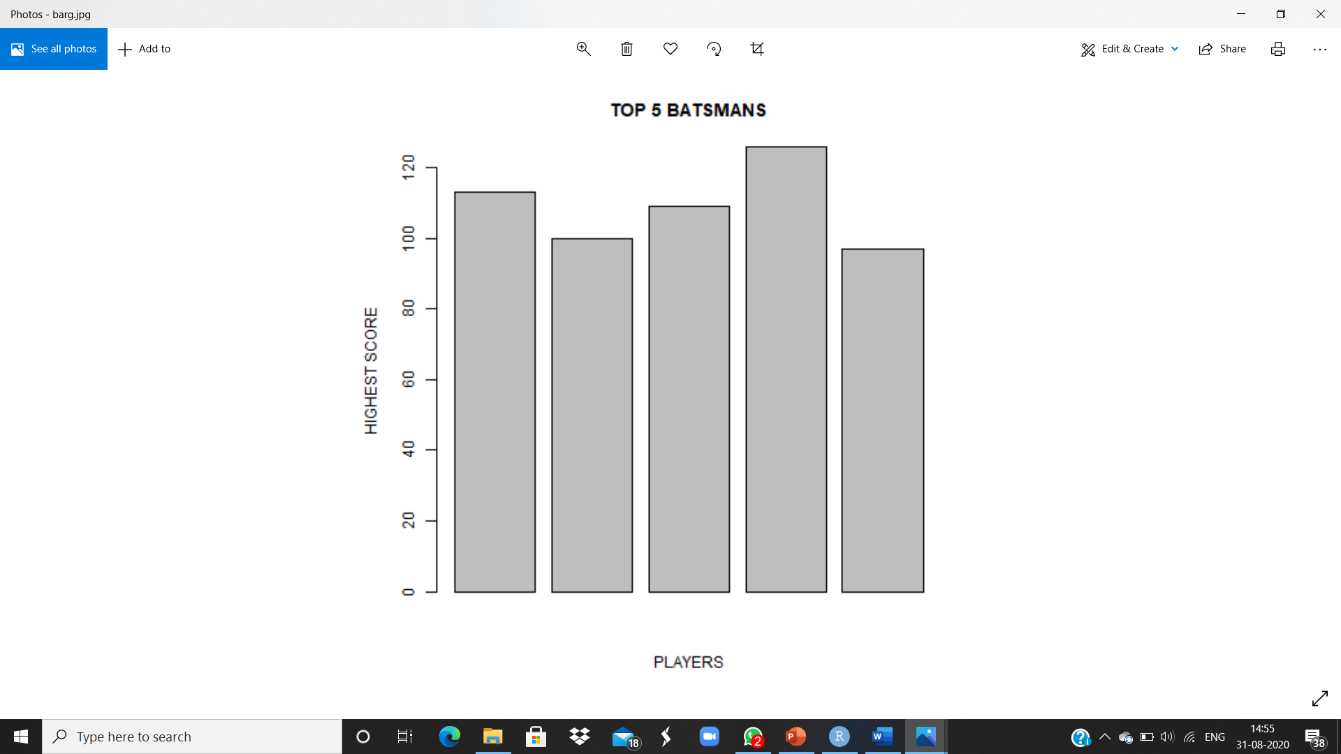 Photos - barg.jpg
See all photos
Add to
Edit & Create
Share
TOP 5 BATSMANS
120
100
80
60
40
20
0
HIGHEST SCORE
PLAYERS
Type here to search
18
2
P
R
W
ENG
14:55
31-08-2020
38